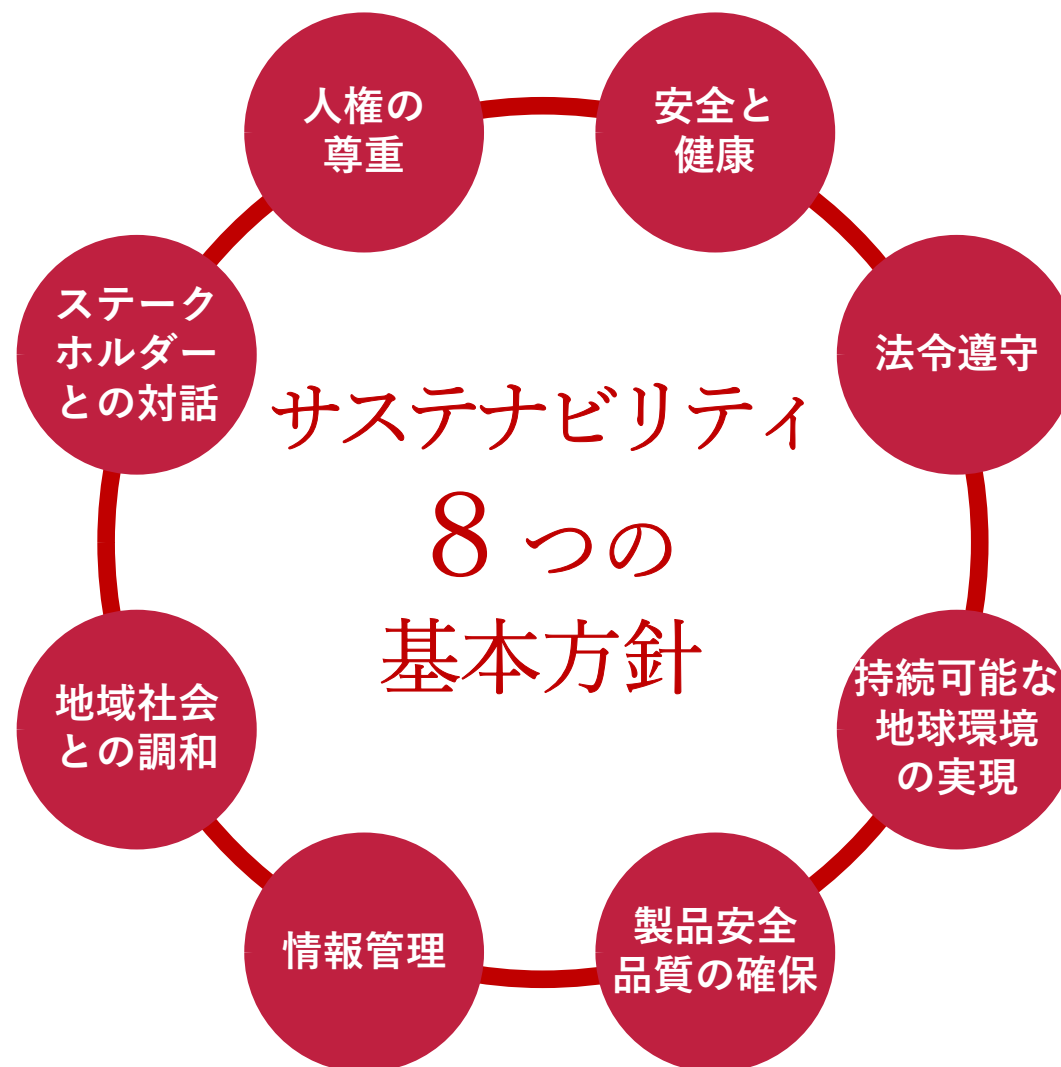 人権の
尊重
安全と
健康
ステーク
ホルダー
との対話
法令遵守
サステナビリティ
8つの
基本方針
地域社会
との調和
持続可能な
地球環境
の実現
情報管理
製品安全
品質の確保